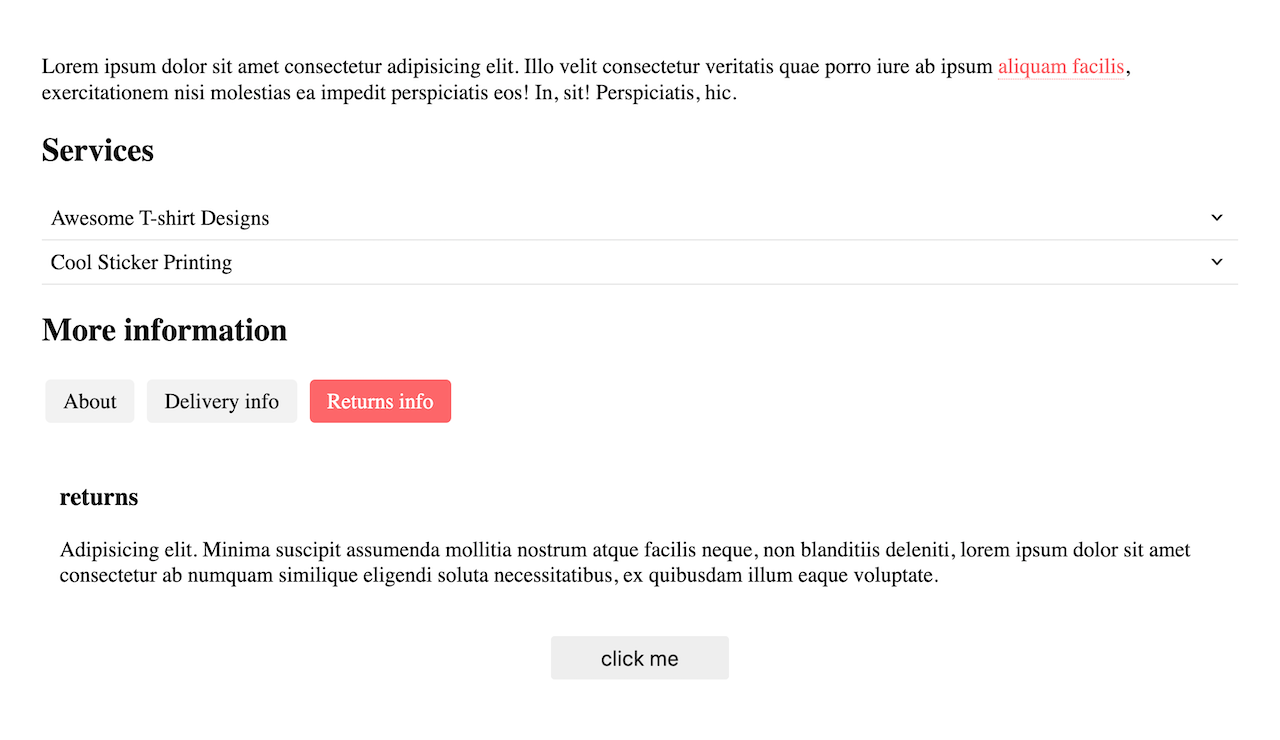 Lorem ipsum dolor sit amet consectetur adipisicing elit. Illo velit consectetur veritatis quae porro iure ab ipsum aliquam facilis,
exercitationem nisi molestias ea impedit perspiciatis eos! In, sit! Perspiciatis, hic.
Services
Awesome T-shirt Designs
Cool Sticker Printing
More information
About Delivery info Returns info
returns
Adipisicing elit. Minima suscipit assumenda mollitia nostrum atque facilis neque, non blanditiis deleniti, lorem ipsum dolor sit amet
consectetur ab numquam similique eligendi soluta necessitatibus, ex quibusdam illum eaque voluptate.
click me